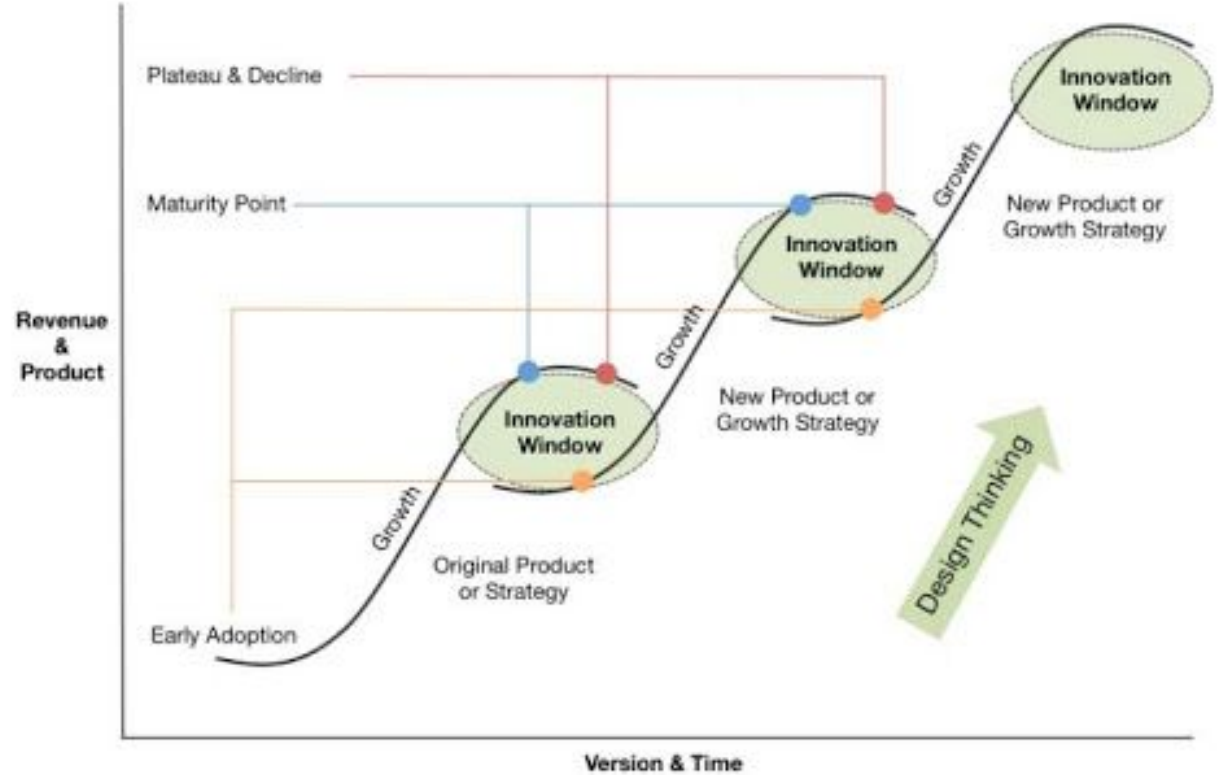 Plateau & Decline
Innovation
Window
Growth
Maturity Point
New Product or
Growth Strategy
Innovation
Window
Revenue
&
Product
Growth
New Product or
Growth Strategy
Innovation
Window
Design Thinking
Growth
Original Product
or Strategy
Early Adoption
Version & Time